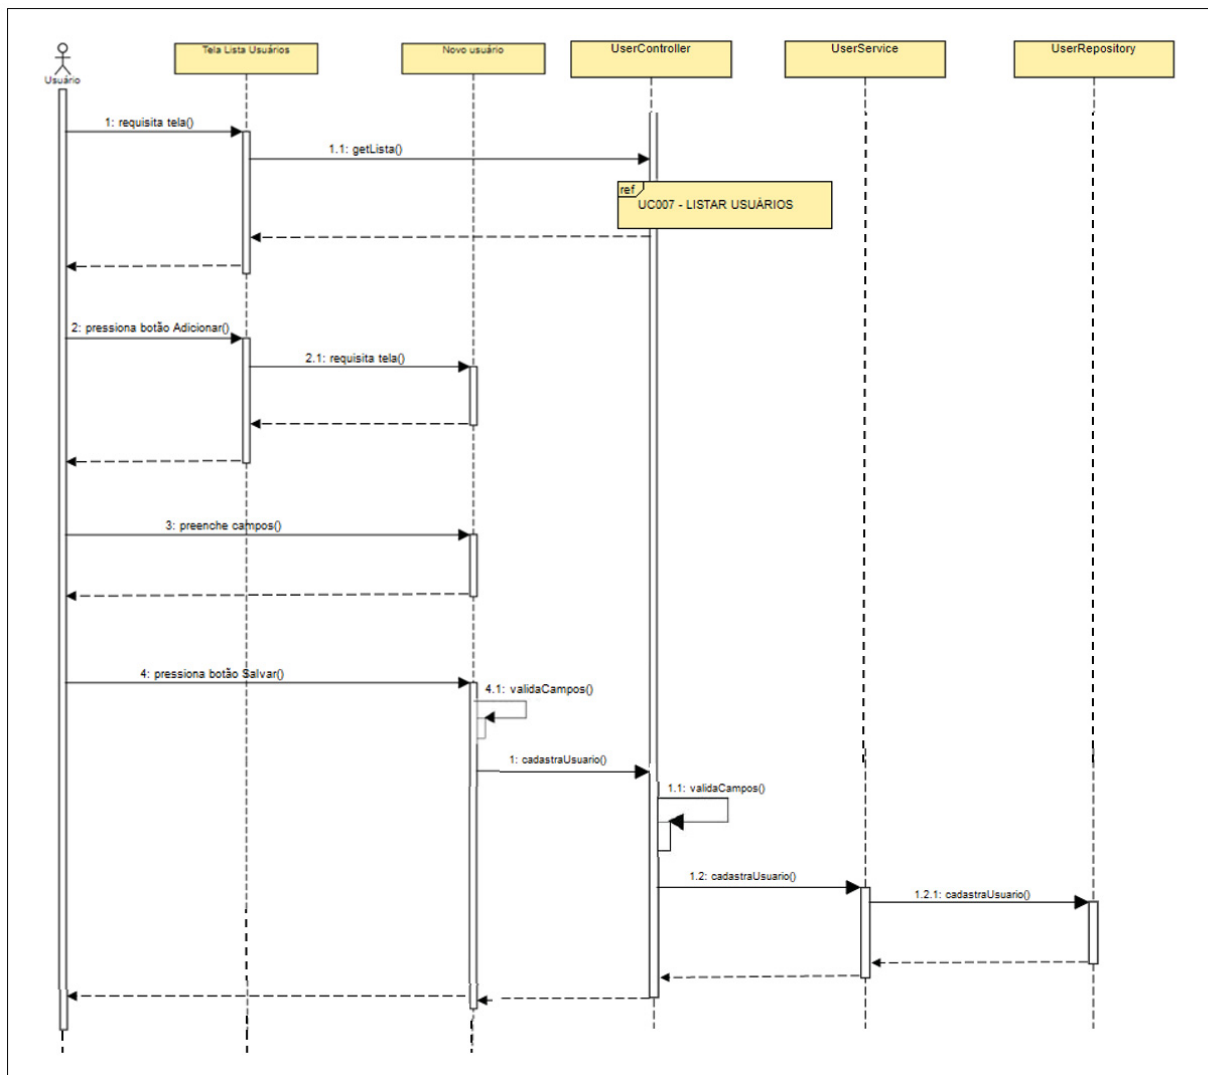 Usuário
Tela Lista Usuários
Novo usuário
UserController
UserService
UserRepository
1: requisita tela()
1.1: getLista()
ref
UC007 - LISTAR USUÁRIOS
2: pressiona botão Adicionar()
2.1: requisita tela()
3: preenche campos()
4: pressiona botão Salvar()
4.1: validaCampos()
1: cadastraUsuario()
1.1: validaCampos()
1.2: cadastraUsuario()
1.2.1: cadastraUsuario()